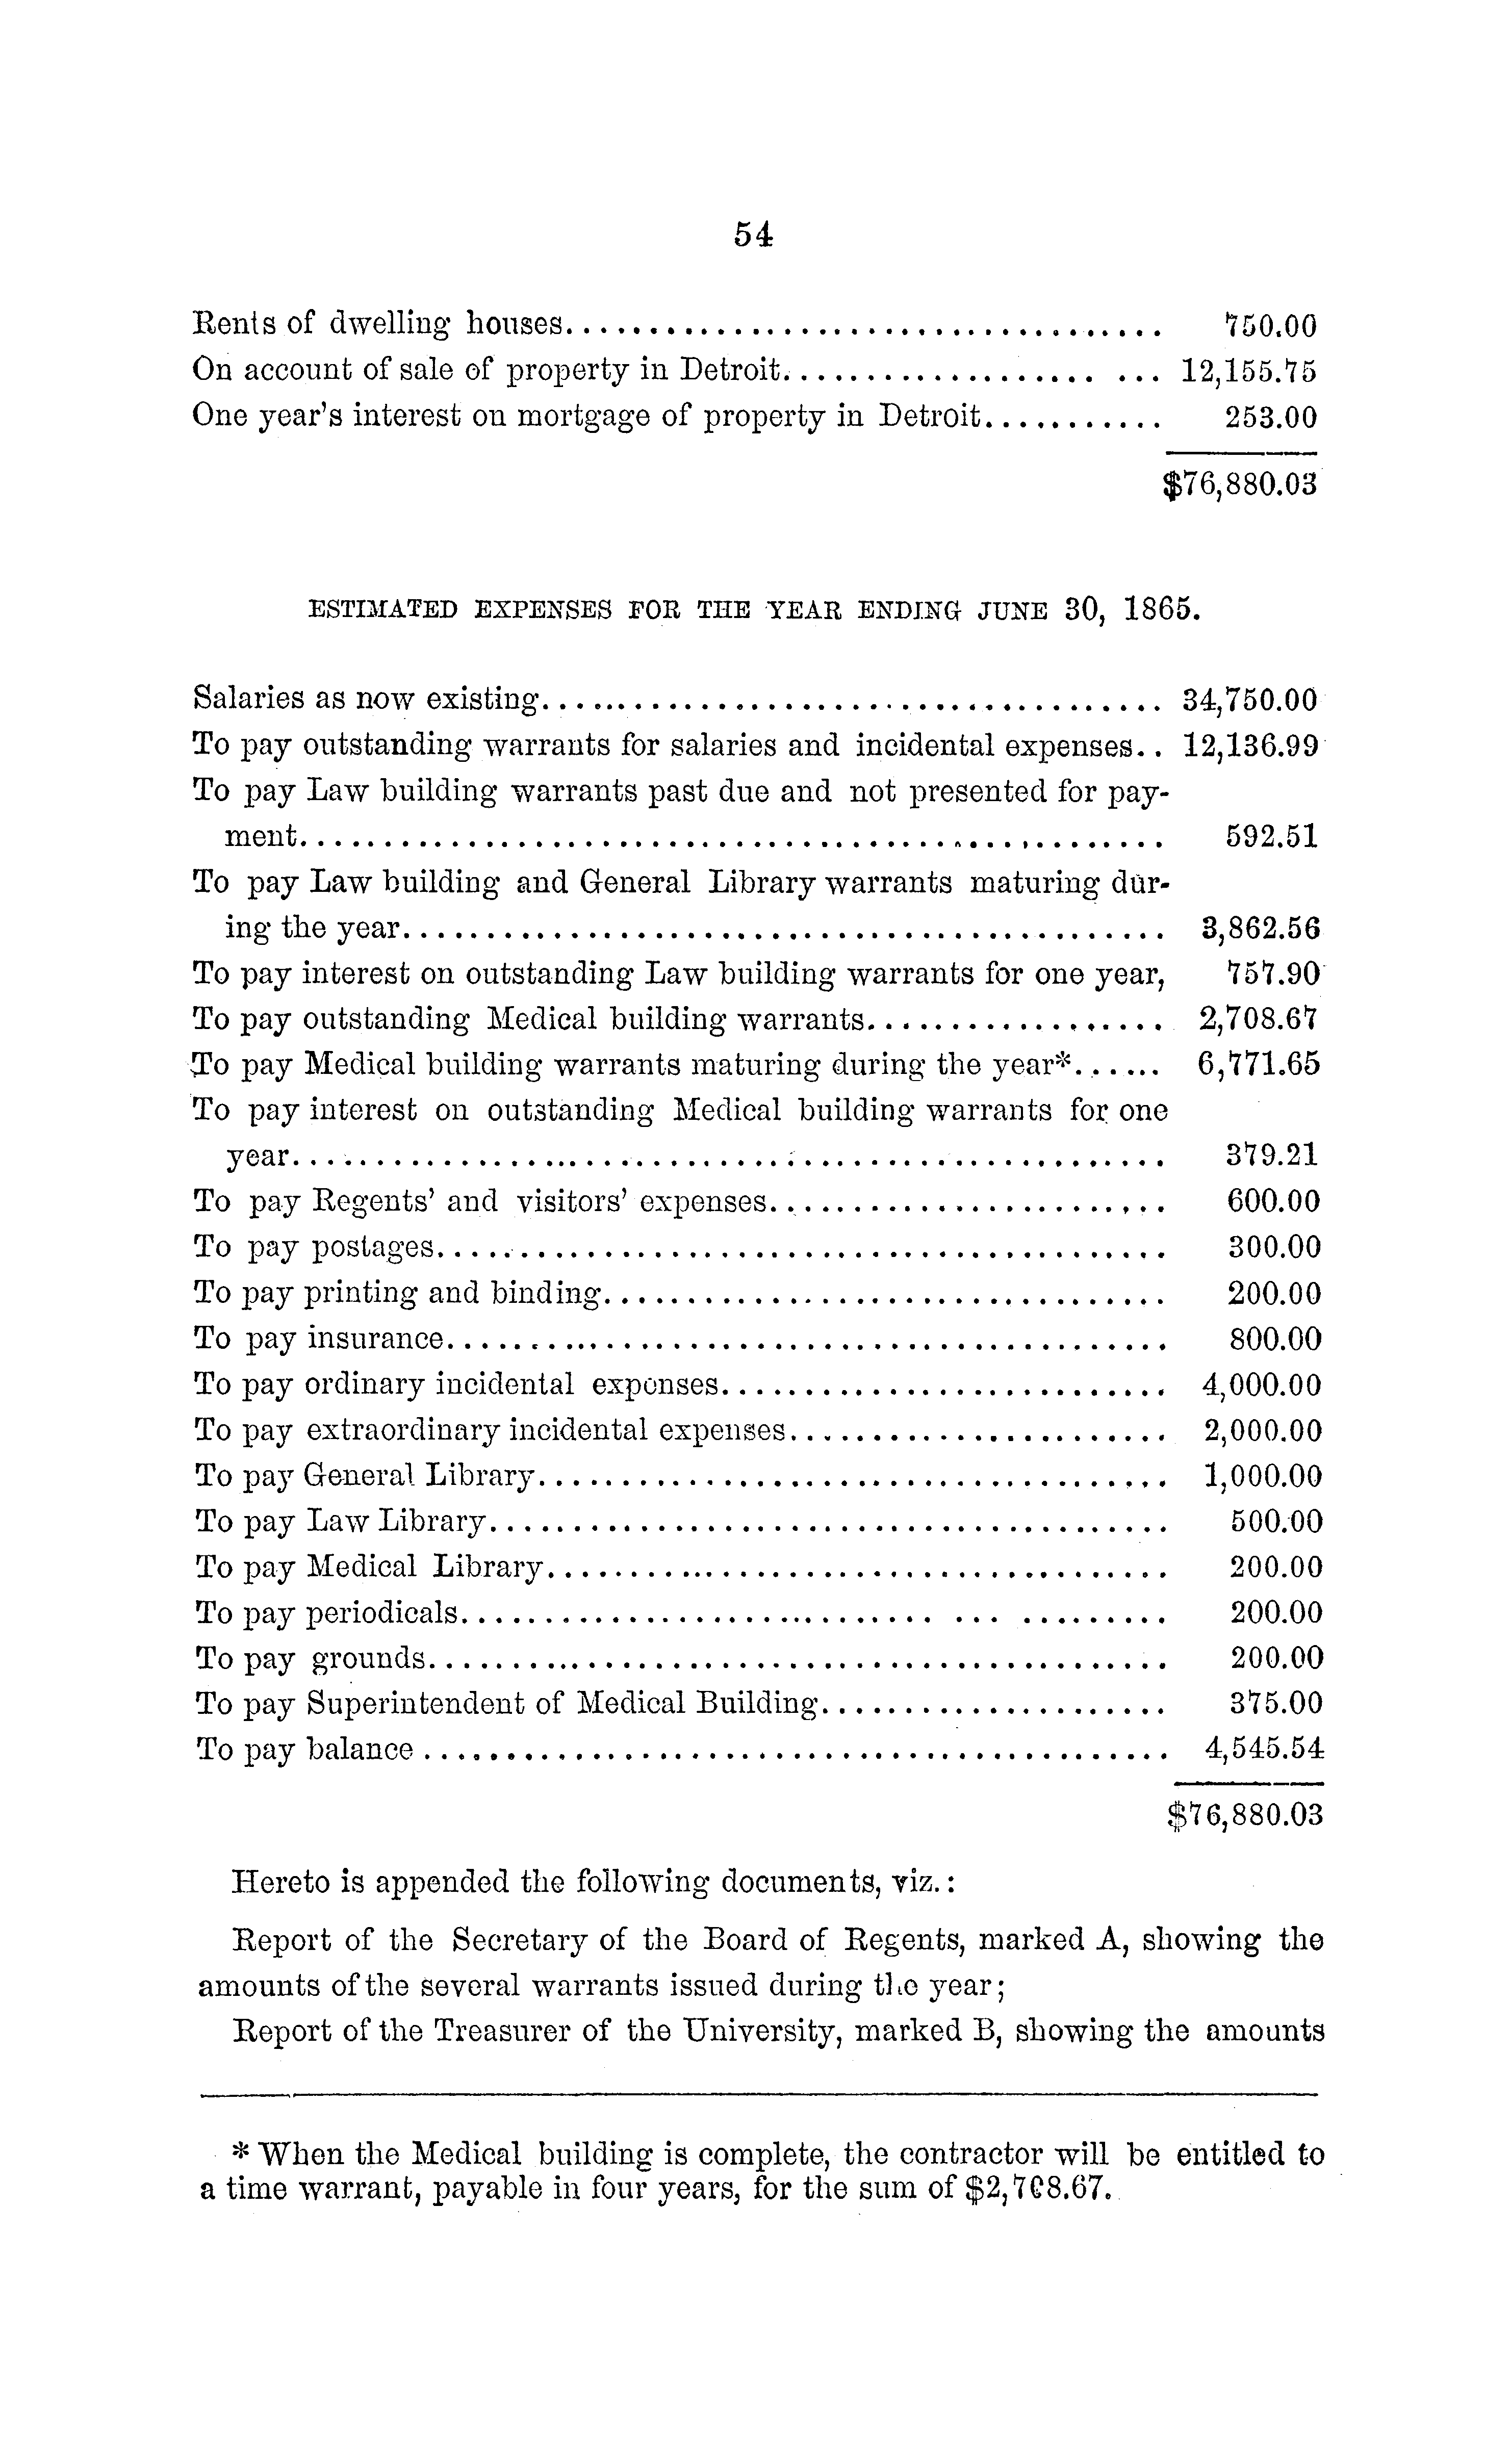 54
Rents of dwelling houses.................................... 750.00
On account of sale of property in Detroit................... ... 12,155.75
One year's interest on mortgage of property in Detroit........... 253.00
$76,880.03
ESTIMATED EXPENSES FOR THE YEAR ENDING JUNE 30, 1865.
Salaries as now existing...................................... 34,750.00
To pay outstanding warrants for salaries and incidental expenses.. 12,136.99
To pay Law building warrants past due and not presented for pay-
ment.................................................... 592.51
To pay Law building and General Library warrants maturing dur-
ing the year.............................................. 3,862.56
To pay interest on outstanding Law building warrants for one year, 757.90
To pay outstanding Medical building warrants.................. 2,708.67
To pay Medical building warrants maturing during the year*...... 6,771.65
To pay interest on outstanding Medical building warrants for one
year..................................................... 379.21
To pay Regents' and visitors' expenses........................ 600.00
To pay postages............................................ 300.00
To pay printing and binding.................................. 200.00
To pay insurance........................................... 800.00
To pay ordinary incidental expenses........................... 4,000.00
To pay extraordinary incidental expenses....................... 2,000.00
To pay General Library...................................... 1,000.00
To pay Law Library......................................... 500.00
To pay Medical Library...................................... 200.00
To pay periodicals............................ ... ......... 200.00
To pay grounds............................................. 200.00
To pay Superintendent of Medical Building..................... 375.00
To pay balance ............................................. 4,545.54
$76,880.03
Hereto is appended the following documents, viz.:
Report of the Secretary of the Board of Regents, marked A, showing the
amounts of the several warrants issued during the year;
Report of the Treasurer of the University, marked B, showing the amounts
* When the Medical building is complete, the contractor will be entitled to
a time warrant, payable in four years, for the sum of $2,708.67.